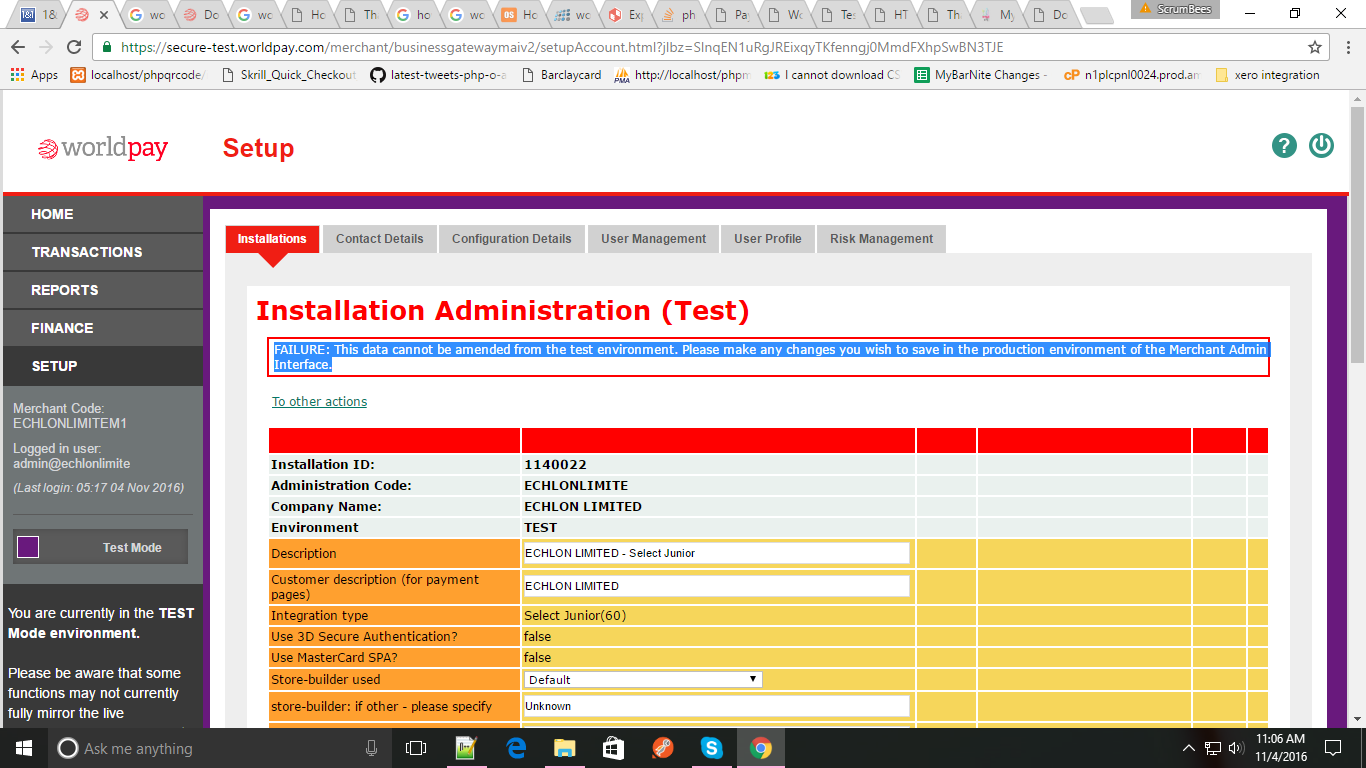 1&
Do
wo
Ho
Th
ho
wo
Ho
wo
Exp
ph
Pay
Wo
Tes
HT
Th
My
Do
ScrumBees
https://secure-test.worldpay.com/merchant/businessgatewaymaiv2/setupAccount.html?jlbz=SInqEN1uRgJREixqyTKfenngj0MmdFXhpSwBN3TJE
Apps
localhost/phpqrcode/
Skrill_Quick_Checkout
latest-tweets-php-o-a
Barclaycard
http://localhost/phpm
I cannot download CS
MyBarNite Changes -
n1plcpnl0024.prod.am
xero integration
worldpay
Setup
HOME
TRANSACTIONS
REPORTS
FINANCE
SETUP
Merchant Code:
ECHLONLIMITEM1
Logged in user:
admin@echlonlimite
(Last login: 05:17 04 Nov 2016)
Test Mode
You are currently in the TEST
Mode environment.
Please be aware that some
functions may not currently
fully mirror the live
Installations
Contact Details
Configuration Details
User Management
User Profile
Risk Management
Installation Administration (Test)
FAILURE: This data cannot be amended from the test environment. Please make any changes you wish to save in the production environment of the Merchant Admin
Interface.
To other actions
Installation ID: 1140022
Administration Code: ECHLONLIMITE
Company Name: ECHLON LIMITED
Environment TEST
Description ECHLON LIMITED - Select Junior
Customer description (for payment
pages) ECHLON LIMITED
Integration type Select Junior(60)
Use 3D Secure Authentication? false
Use MasterCard SPA? false
Store-builder used Default
store-builder: if other - please specify Unknown
Ask me anything
11:06 AM
11/4/2016